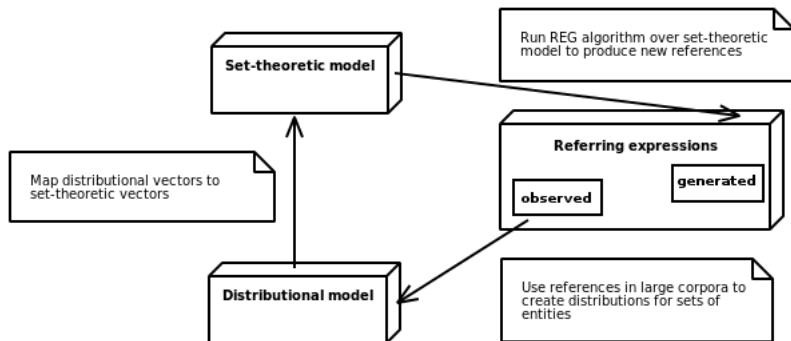 Run REG algorithm over set-theoretic
model to produce new references
Set-theoretic model
Referring expressions
generated
observed
Map distributional vectors to
set-theoretic vectors
Distributional model
Use references in large corpora to
create distributions for sets of
entities